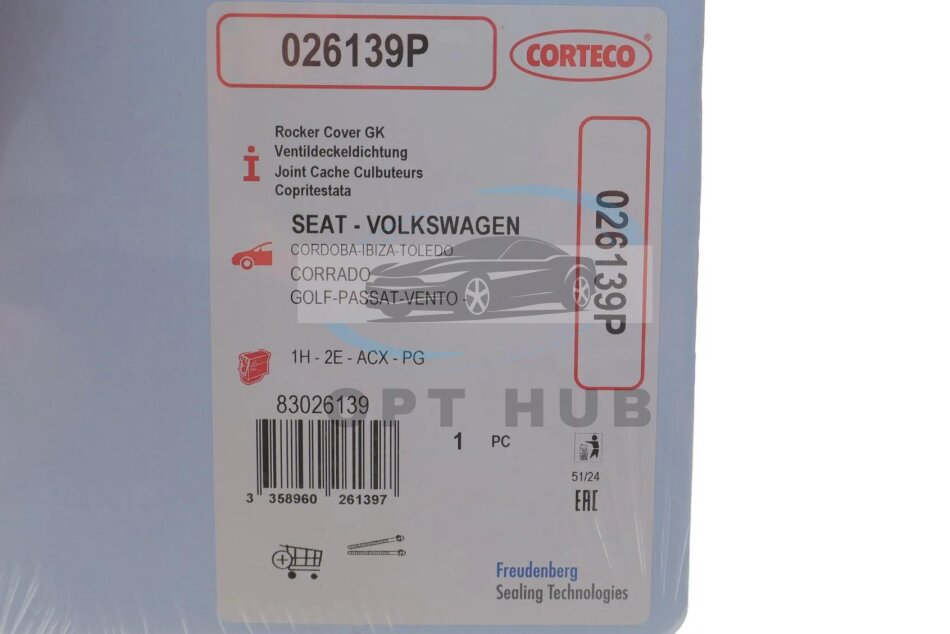 026139P
CORTECO®
Rocker Cover GK
Ventildeckeldichtung
Joint Cache Culbuteurs
Copritestata
026139P
SEAT - VOLKSWAGEN
CORDOBA-IBIZA-TOLEDO
CORRADO
GOLF-PASSAT-VENTO -
1H - 2E - ACX - PG
OPT HUB
83026139
1 PC
3 358960 261397
51/24
EAC
Freudenberg
Sealing Technologies